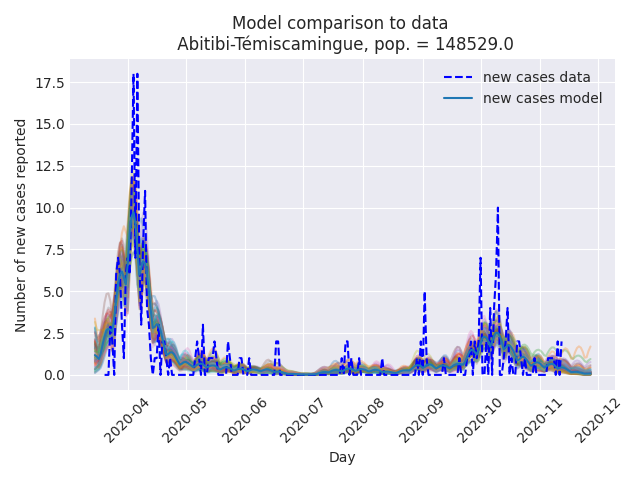 Model comparison to data
Abitibi-Témiscamingue, pop. = 148529.0
new cases data
new cases model
Number of new cases reported
17.5
15.0
12.5
10.0
7.5
5.0
2.5
0.0
2020-04
2020-05
2020-06
2020-07
2020-08
2020-09
2020-10
2020-11
2020-12
Day